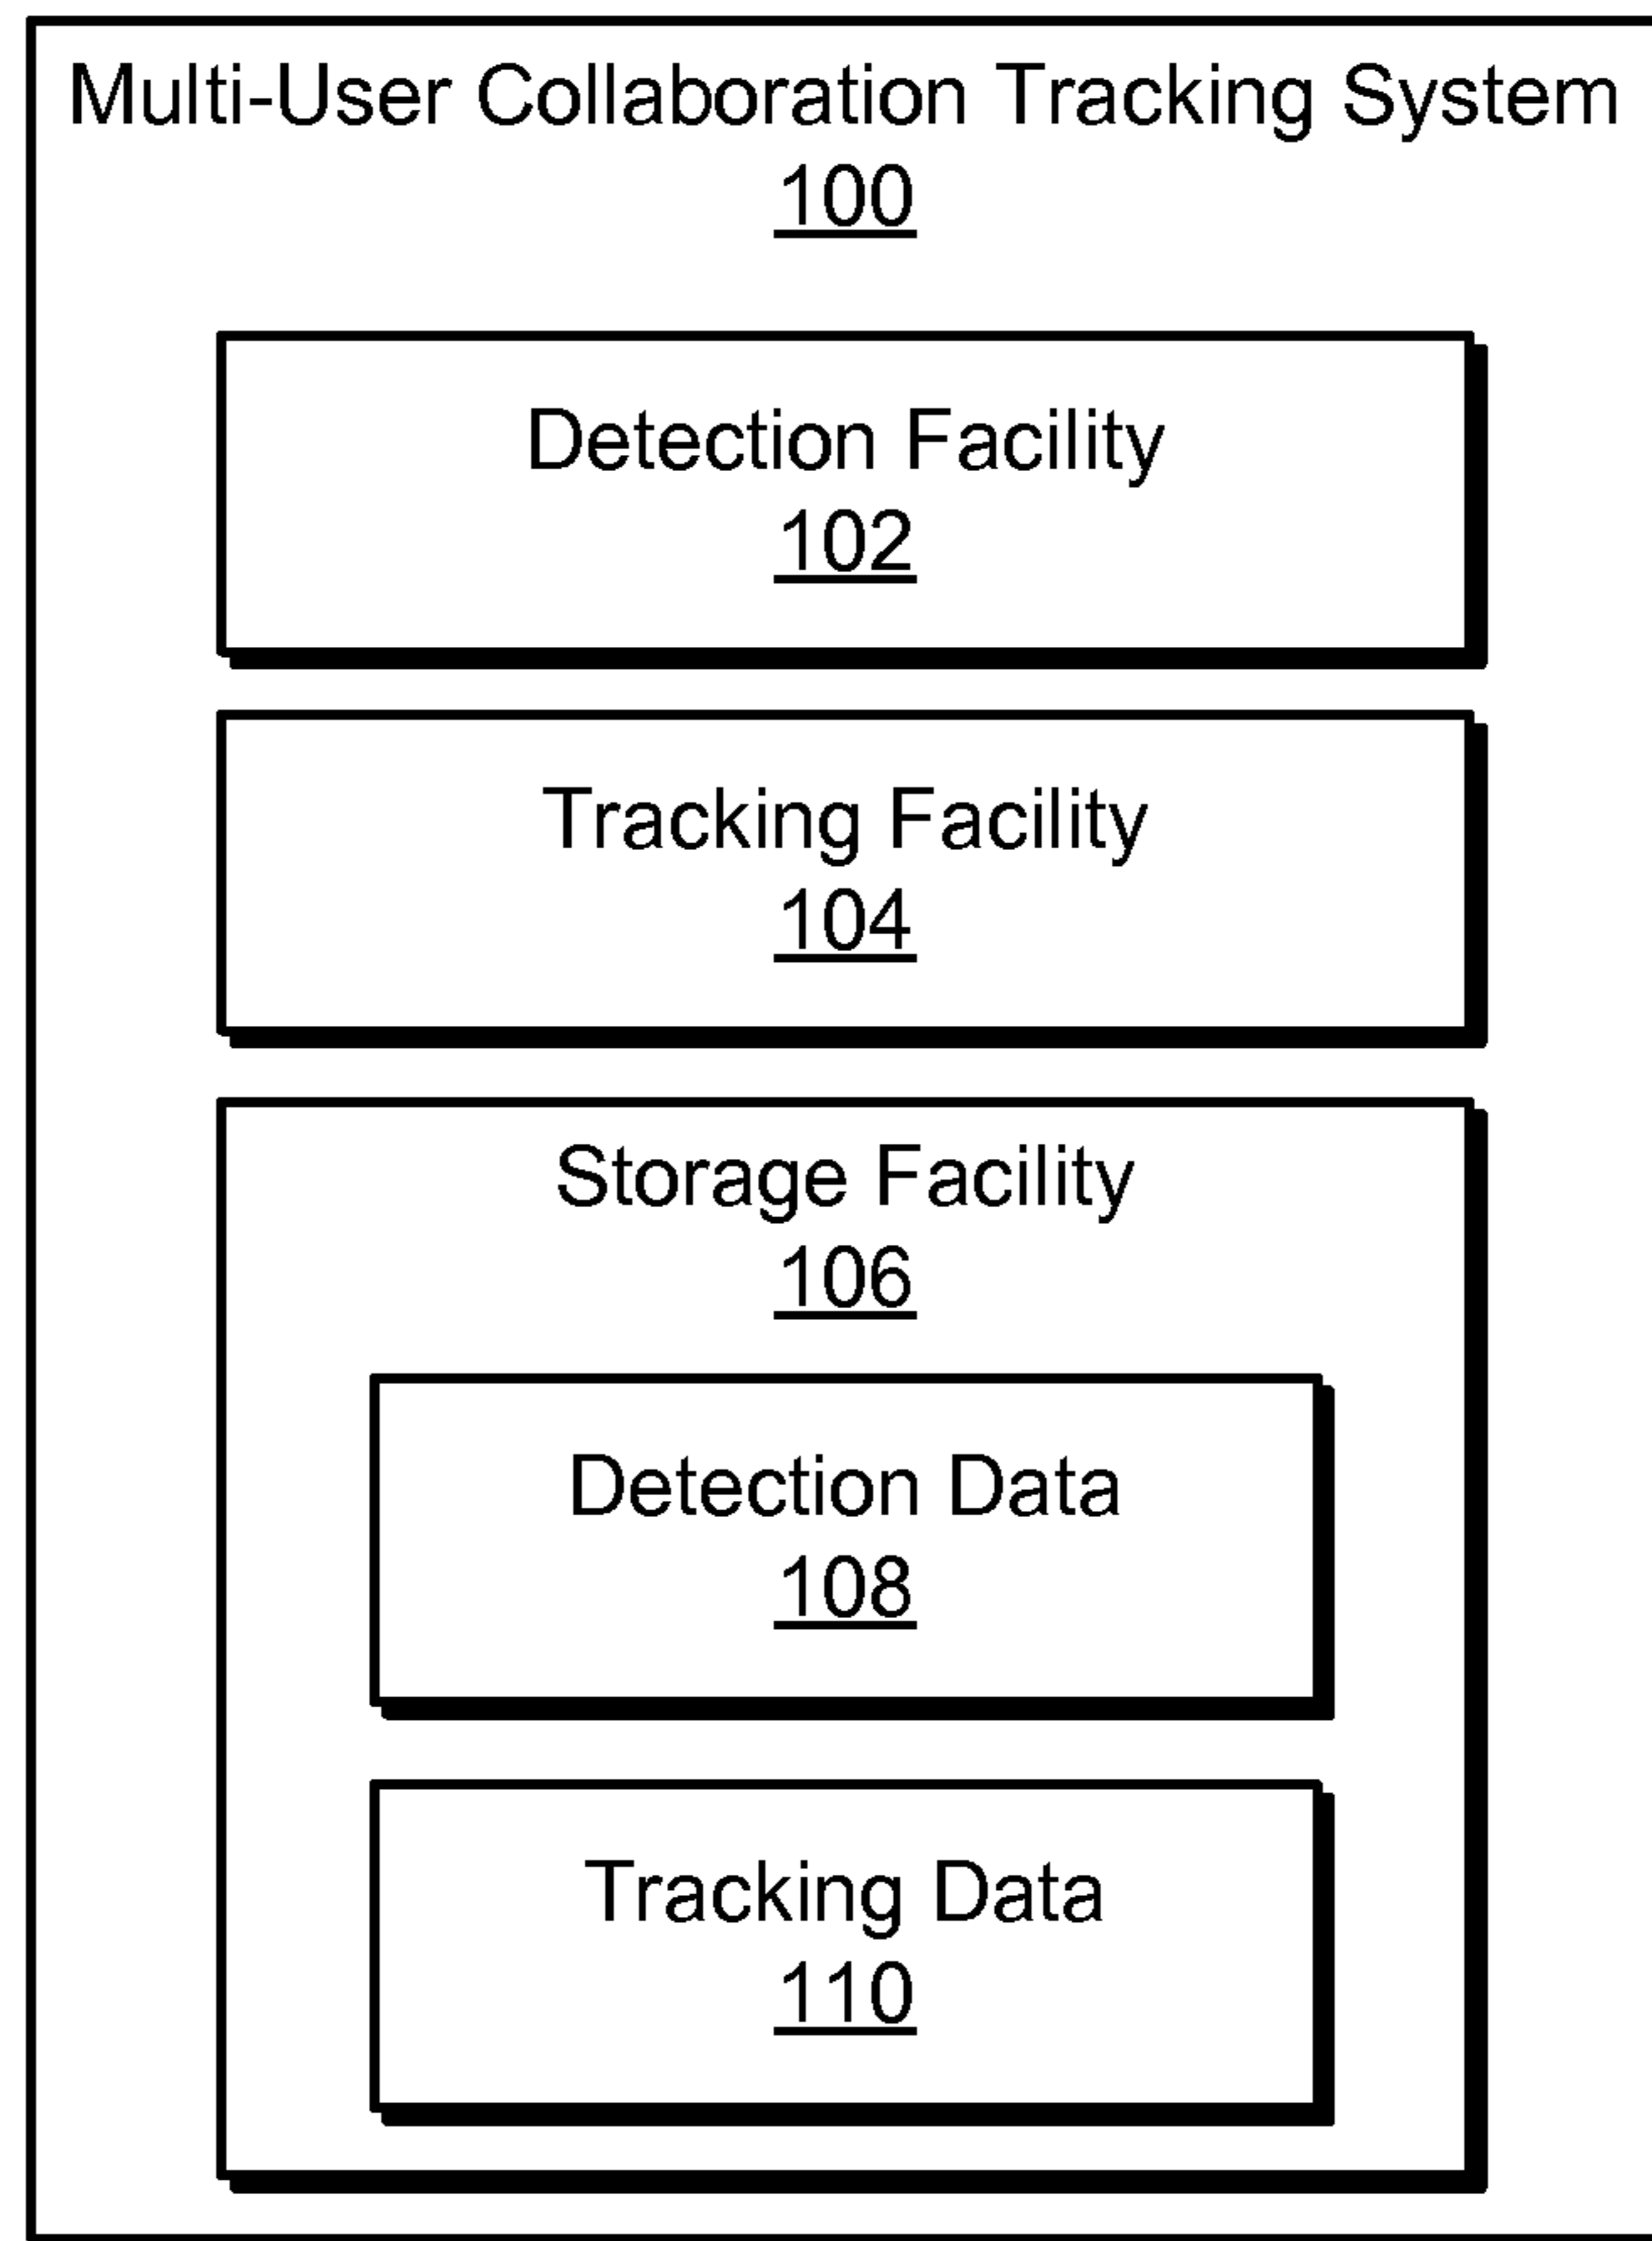 Multi-User Collaboration Tracking System
100
Detection Facility
102
Tracking Facility
104
Storage Facility
106
Detection Data
108
Tracking Data
110